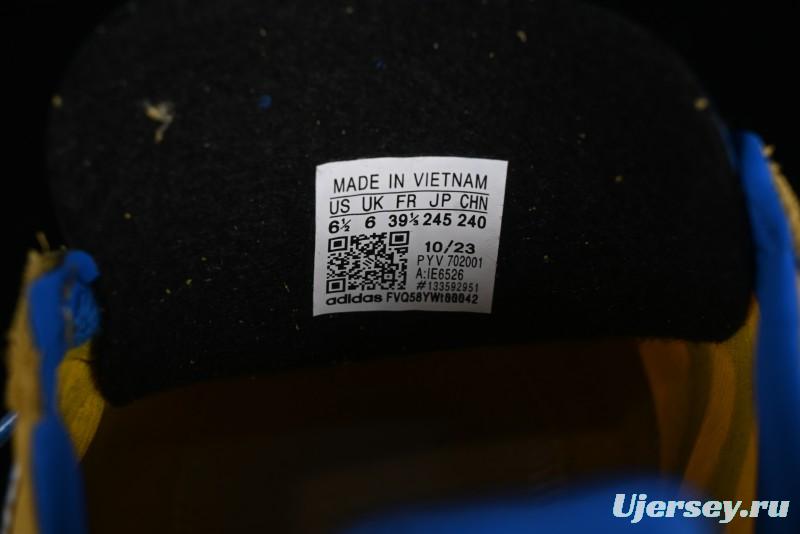 MADE IN VIETNAM
US UK FR JP CHN
6½ 6 39⅓ 245 240
10/23
PYV 702001
A:IE6526
#133592951
adidas FVQ58YWt00042
Ujersey.ru